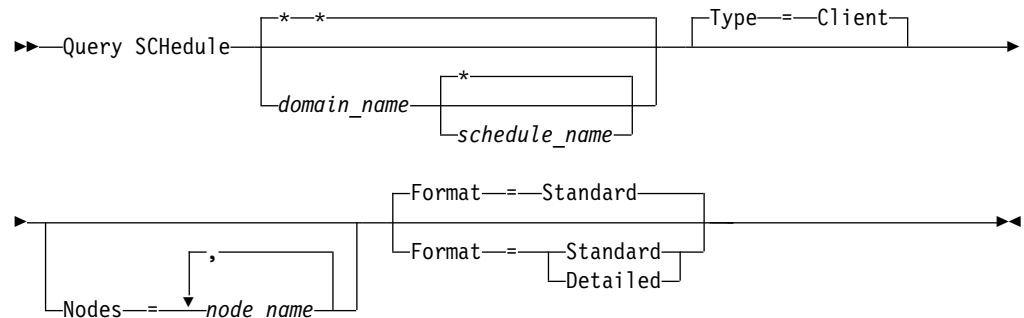 * *
Type = Client
Query SCHedule
*
domain_name
schedule_name
Format = Standard
,
Format = Standard
Detailed
Nodes = node_name